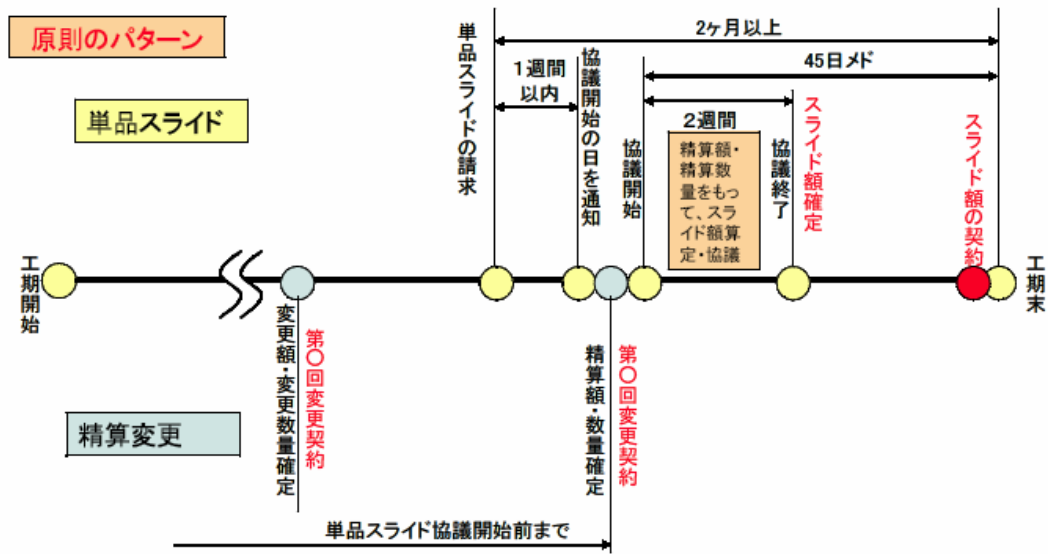 原則のパターン
単品スライド
単品スライドの請求
2ヶ月以上
1週間
以内
協議開始の日を通知
45日メド
協議開始
2週間
精算額・
精算数
量をもっ
て、スラ
イド額算
定・協議
協議終了
スライド額確定
スライド額の契約
工期開始
工期末
変更額・変更数量確定
第〇回変更契約
精算額・数量確定
第〇回変更契約
精算変更
単品スライド協議開始前まで